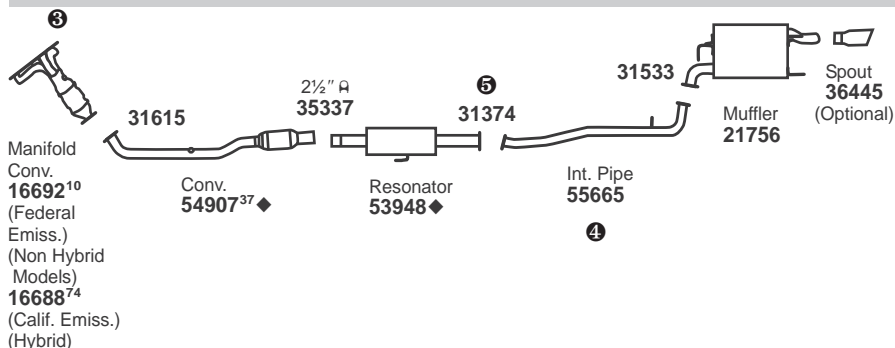 ❸
31615
2½″
35337
❺
31374
31533
Spout
36445
(Optional)
Muffler
21756
Manifold
Conv.
16692¹⁰
(Federal
Emiss.)
(Non Hybrid
Models)
16688⁷⁴
(Calif. Emiss.)
(Hybrid)
Conv.
54907³⁷ ◆
Resonator
53948 ◆
Int. Pipe
55665
❹